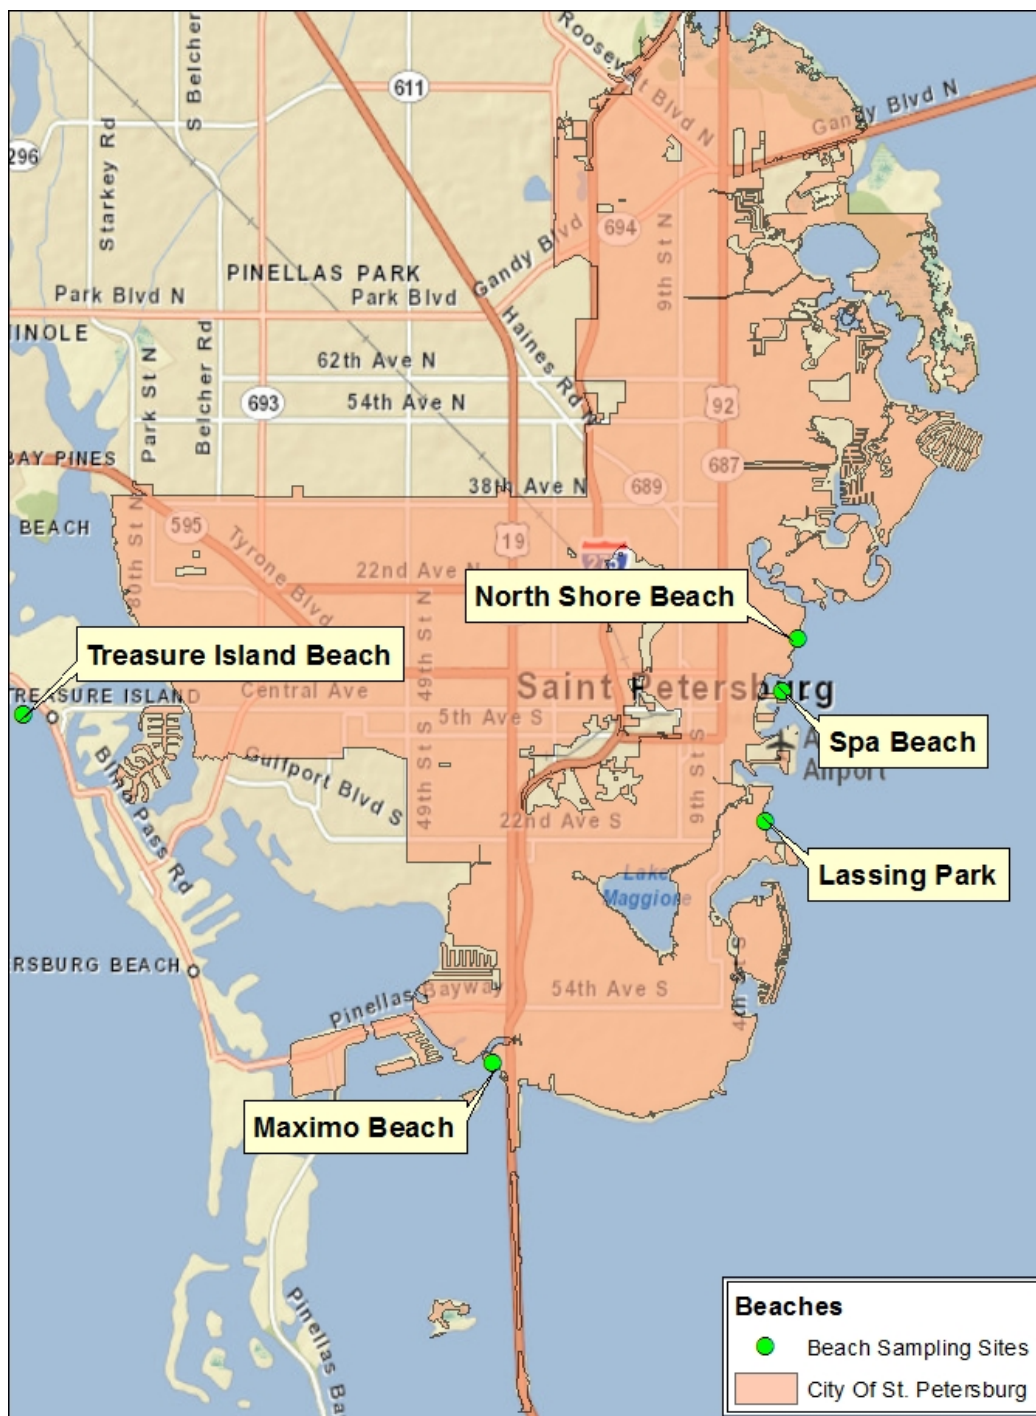 Roosevelt Blvd N
S Belcher
611
Gandy Blvd N
296
Starkey Rd
694
9th St N
Gandy Blvd
PINELLAS PARK
Park Blvd N
Park Blvd
INOLE
Haines Rd N
62th Ave N
Park St N
Belcher Rd
693
54th Ave N
92
BAY PINES
687
38th Ave N
689
BEACH
595
19
80th St N
Tyrone Blvd
22nd Ave N
North Shore Beach
49th St N
Treasure Island Beach
TREASURE ISLAND
Central Ave
Saint Petersburg
5th Ave S
Spa Beach
Airport
49th St S
9th St S
Gulfport Blvd S
Blind Pass Rd
22nd Ave S
Lassing Park
Lake
Maggiore
ERSBURG BEACH
4th St S
Pinellas Bayway
54th Ave S
Maximo Beach
Pinellas Ba
Beaches
Beach Sampling Sites
City Of St. Petersburg